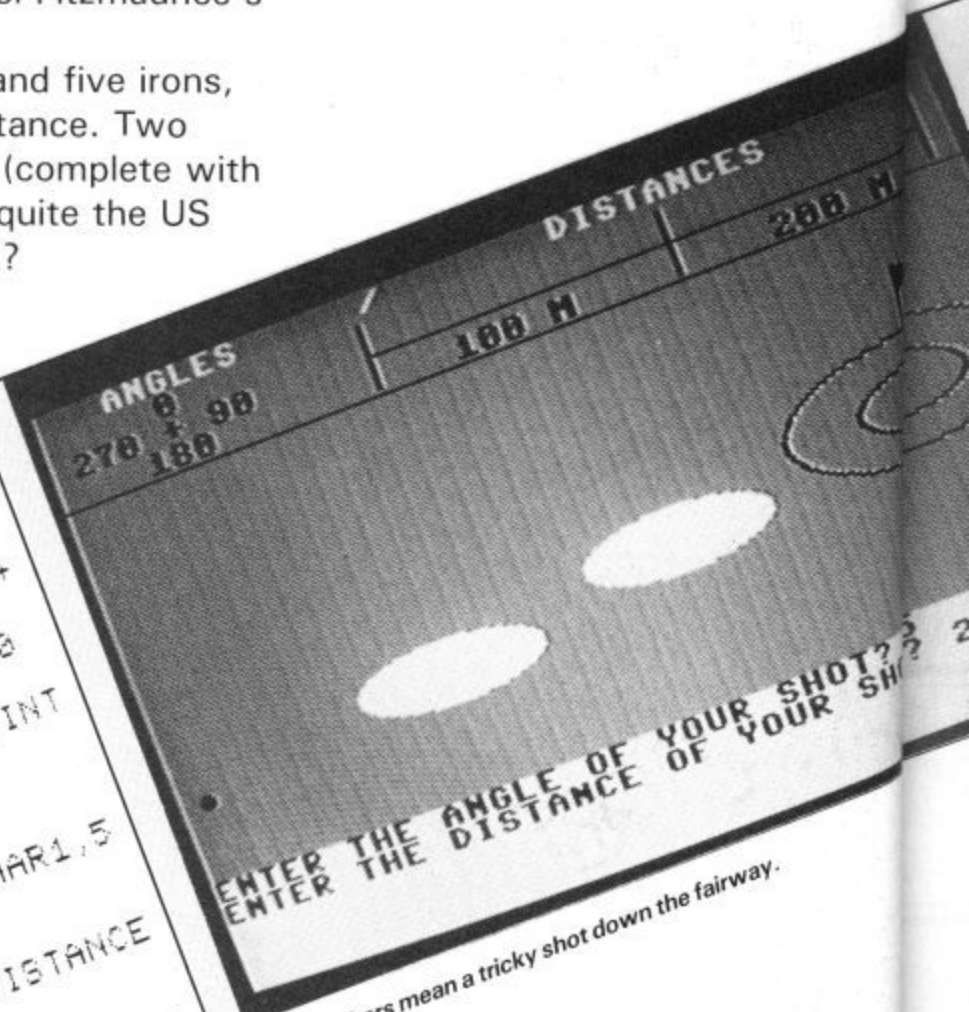 and five irons,
tance. Two
(complete with
quite the US
?
DISTANCES
100 M
200 M
ANGLES
0
270 + 90
180
ENTER THE ANGLE OF YOUR SHOT??
ENTER THE DISTANCE OF YOUR
INT
AR1,5
ISTANCE
ers mean a tricky shot down the fairway.